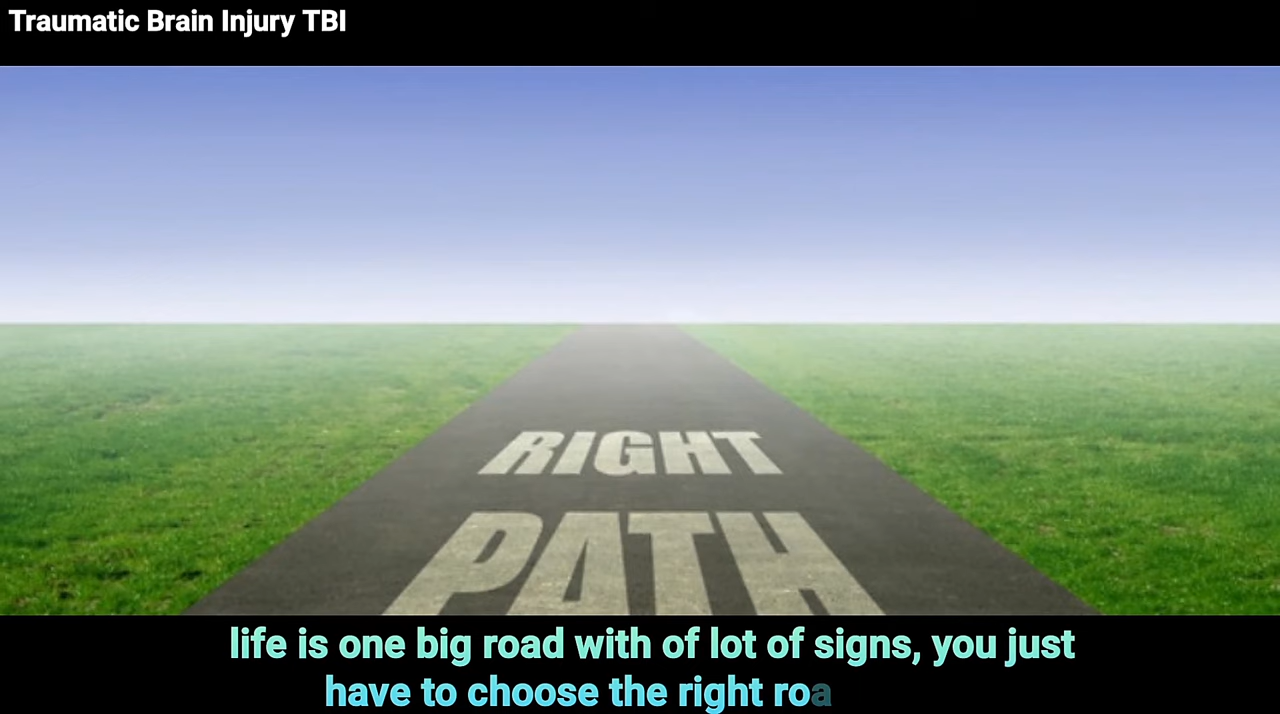 Traumatic Brain Injury TBI
RIGHT
PATH
life is one big road with of lot of signs, you just
have to choose the right roa